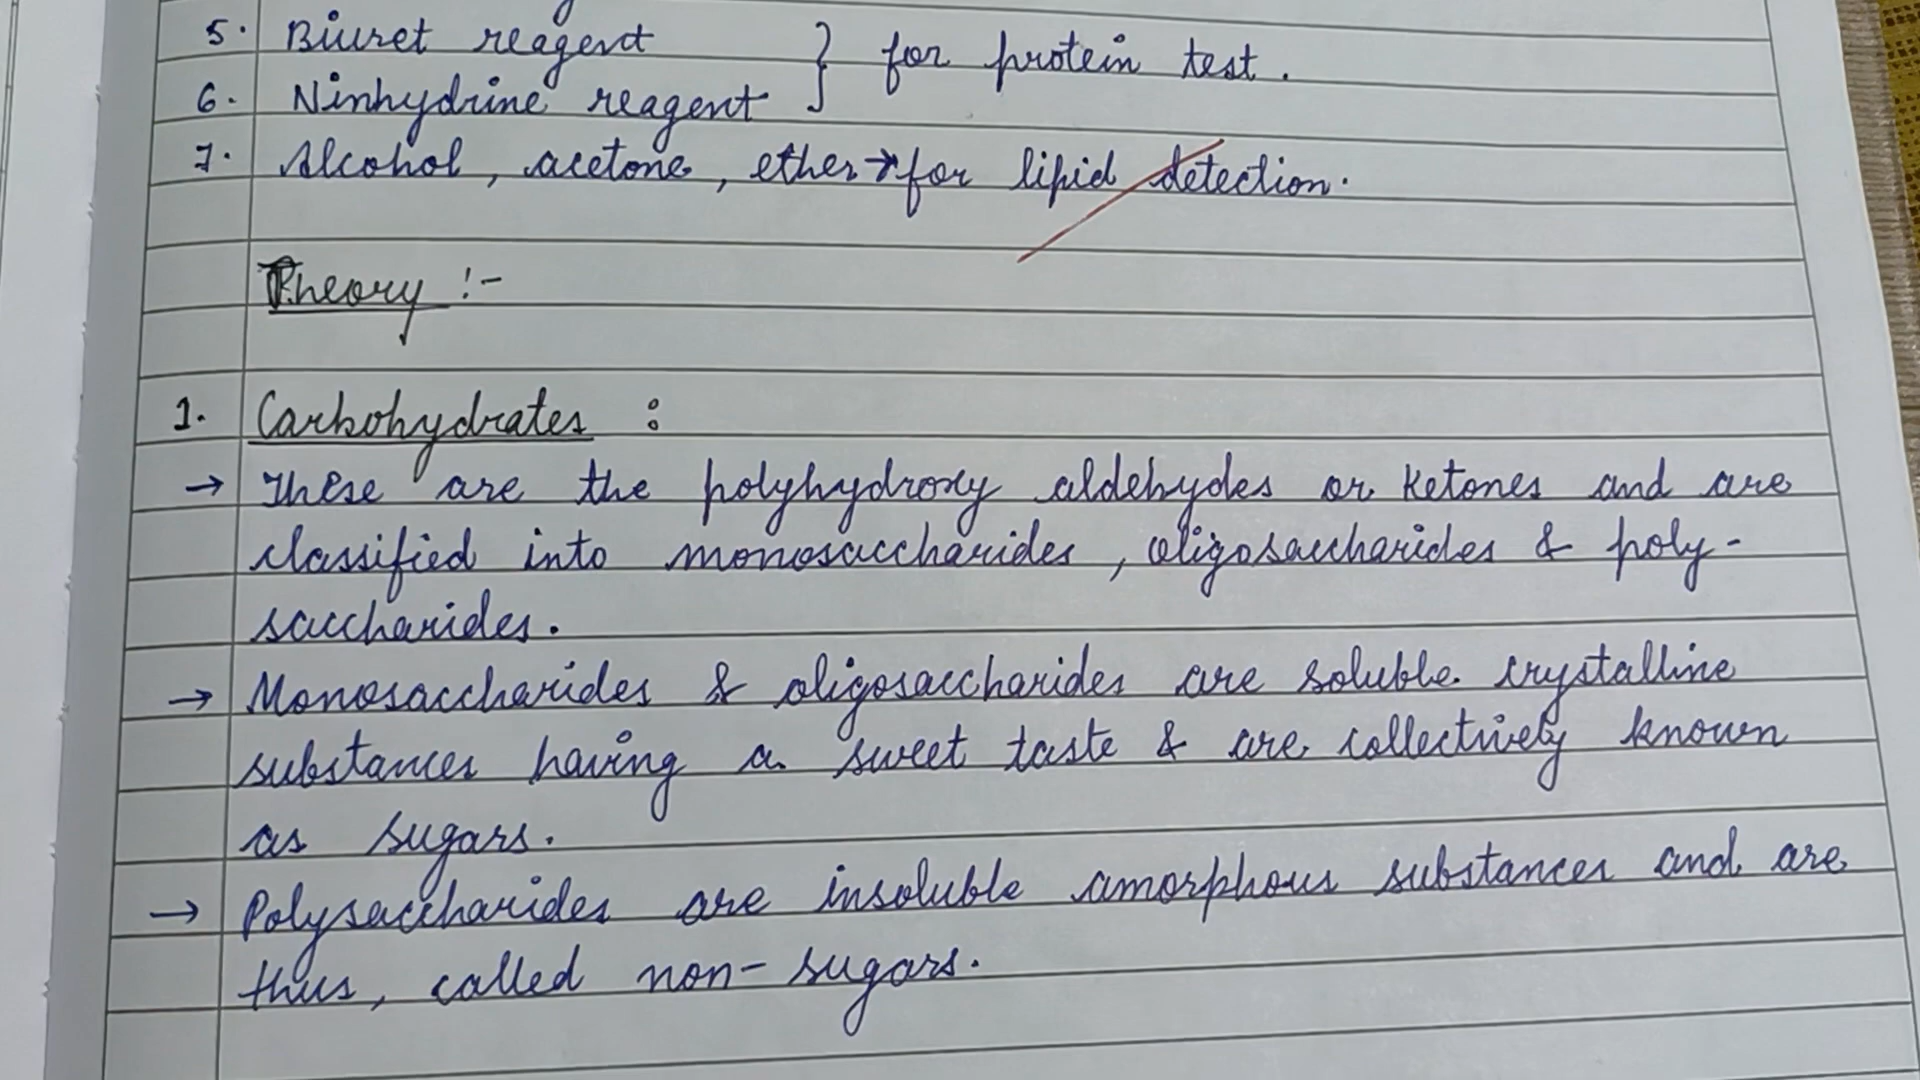 5. Biuret reagent } for protein test.
6. Ninhydrine reagent
7. Alcohol, acetone, ether → for lipid detection.
Theory :-
1. Carbohydrates :
→ These are the polyhydroxy aldehydes or ketones and are
classified into monosaccharides, oligosaccharides & poly-
saccharides.
→ Monosaccharides & oligosaccharides are soluble crystalline
substances having a sweet taste & are collectively known
as sugars.
→ Polysaccharides are insoluble amorphous substances and are
thus, called non-sugars.